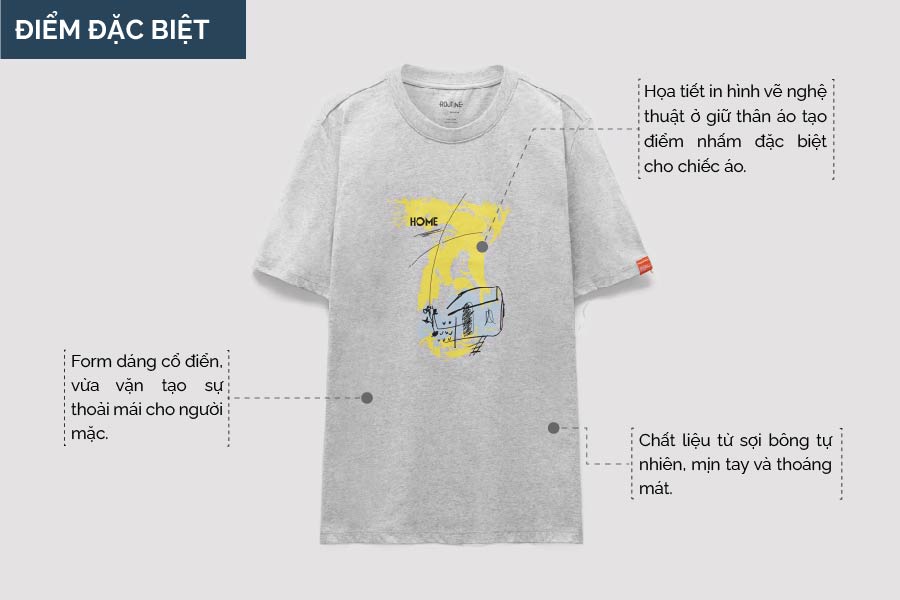 ĐIỂM ĐẶC BIỆT
Họa tiết in hình vẽ nghệ
thuật ở giữ thân áo tạo
điểm nhấm đặc biệt
cho chiếc áo.
ROUTINE
HOME
Form dáng cổ điển,
vừa vặn tạo sự
thoải mái cho người
mặc.
Chất liệu từ sợi bông tự
nhiên, mịn tay và thoáng
mát.